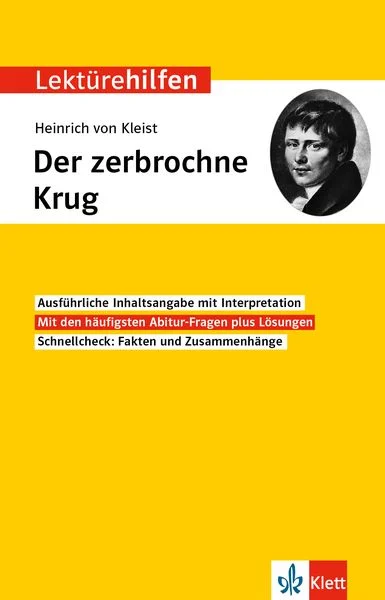 Lektürehilfen
Heinrich von Kleist
Der zerbrochne
Krug
Ausführliche Inhaltsangabe mit Interpretation
Mit den häufigsten Abitur-Fragen plus Lösungen
Schnellcheck: Fakten und Zusammenhänge
Klett